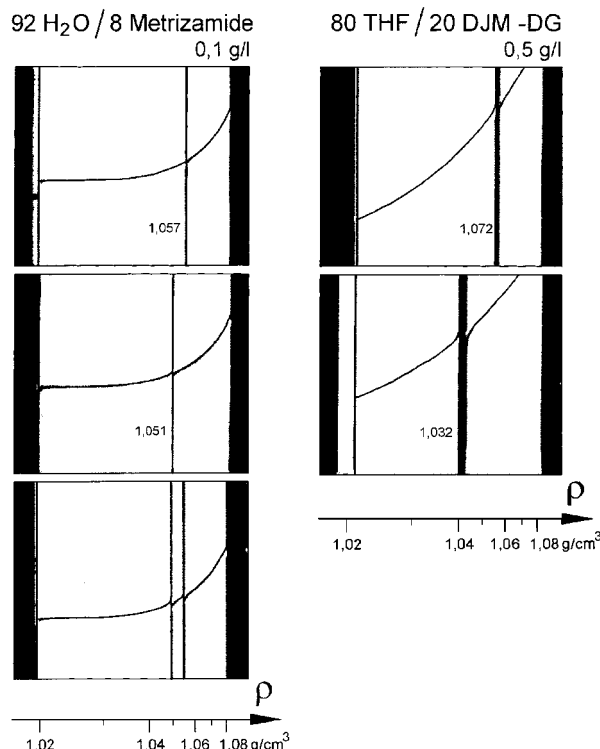 92 H₂O / 8 Metrizamide
0,1 g/l
1,057
1,051
ρ
1.02 1.04 1.06 1.08 g/cm³
80 THF / 20 DJM -DG
0,5 g/l
1,072
1,032
ρ
1,02 1,04 1,06 1,08 g/cm³